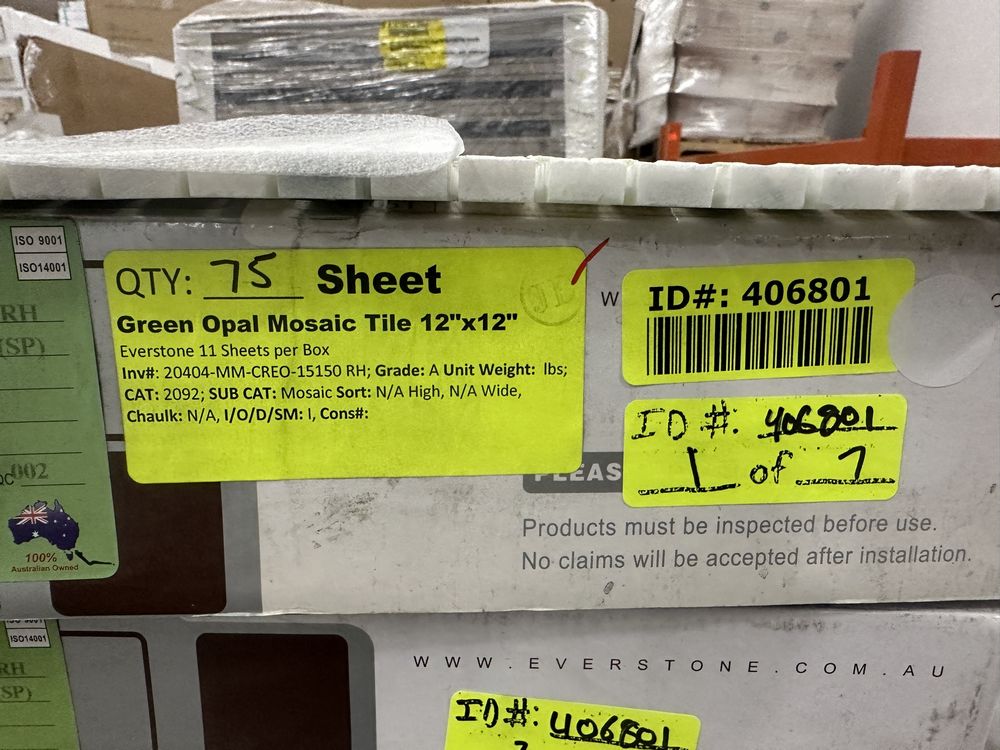 ISO 9001
ISO14001
RH
(SP)
002
100%
Australian Owned
QTY: 75 Sheet
Green Opal Mosaic Tile 12"x12"
Everstone 11 Sheets per Box
Inv#: 20404-MM-CREO-15150 RH; Grade: A Unit Weight: lbs;
CAT: 2092; SUB CAT: Mosaic Sort: N/A High, N/A Wide,
Chaulk: N/A, I/O/D/SM: I, Cons#:
JL
W
ID#: 406801
ID #: 406801
1 of 7
PLEAS
Products must be inspected before use.
No claims will be accepted after installation.
ISO14001
RH
SP)
WWW.EVERSTONE.COM.AU
ID#: 406801